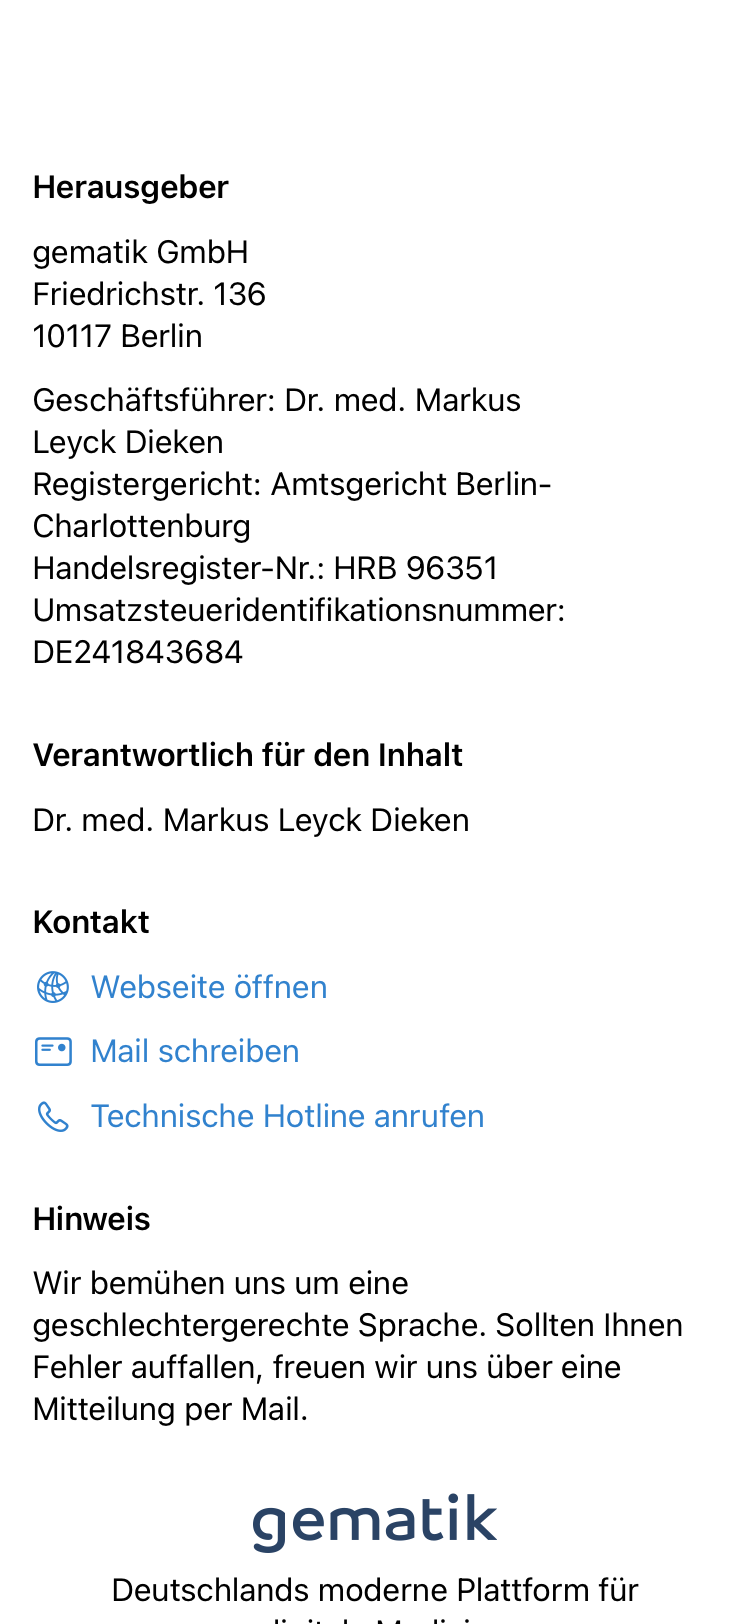 Herausgeber
gematik GmbH
Friedrichstr. 136
10117 Berlin
Geschäftsführer: Dr. med. Markus
Leyck Dieken
Registergericht: Amtsgericht Berlin-
Charlottenburg
Handelsregister-Nr.: HRB 96351
Umsatzsteueridentifikationsnummer:
DE241843684
Verantwortlich für den Inhalt
Dr. med. Markus Leyck Dieken
Kontakt
Webseite öffnen
Mail schreiben
Technische Hotline anrufen
Hinweis
Wir bemühen uns um eine
geschlechtergerechte Sprache. Sollten Ihnen
Fehler auffallen, freuen wir uns über eine
Mitteilung per Mail.
gematik
Deutschlands moderne Plattform für